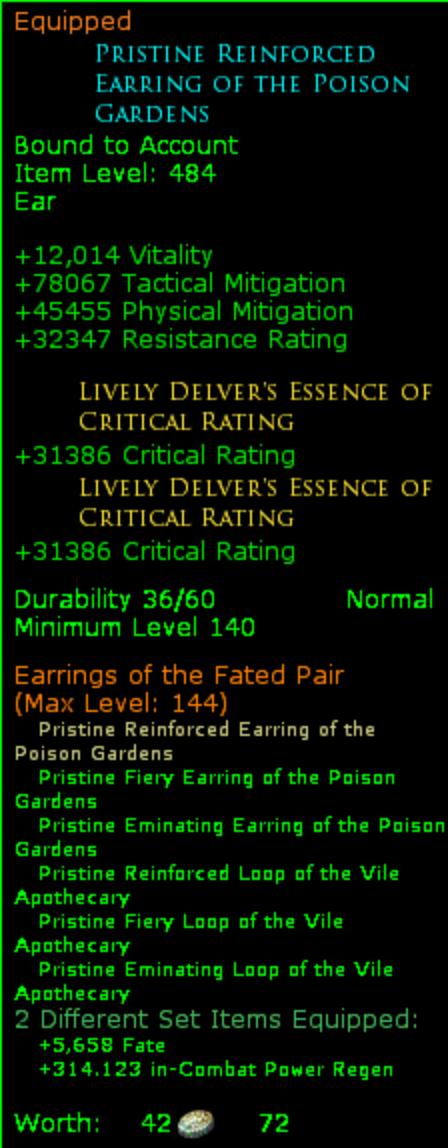 Equipped
Pristine Reinforced
Earring of the Poison
Gardens
Bound to Account
Item Level: 484
Ear
+12,014 Vitality
+78067 Tactical Mitigation
+45455 Physical Mitigation
+32347 Resistance Rating
Lively Delver's Essence of
Critical Rating
+31386 Critical Rating
Lively Delver's Essence of
Critical Rating
+31386 Critical Rating
Durability 36/60 Normal
Minimum Level 140
Earrings of the Fated Pair
(Max Level: 144)
Pristine Reinforced Earring of the
Poison Gardens
Pristine Fiery Earring of the Poison
Gardens
Pristine Eminating Earring of the Poison
Gardens
Pristine Reinforced Loop of the Vile
Apothecary
Pristine Fiery Loop of the Vile
Apothecary
Pristine Eminating Loop of the Vile
Apothecary
2 Different Set Items Equipped:
+5,658 Fate
+314.123 in-Combat Power Regen
Worth: 42 72